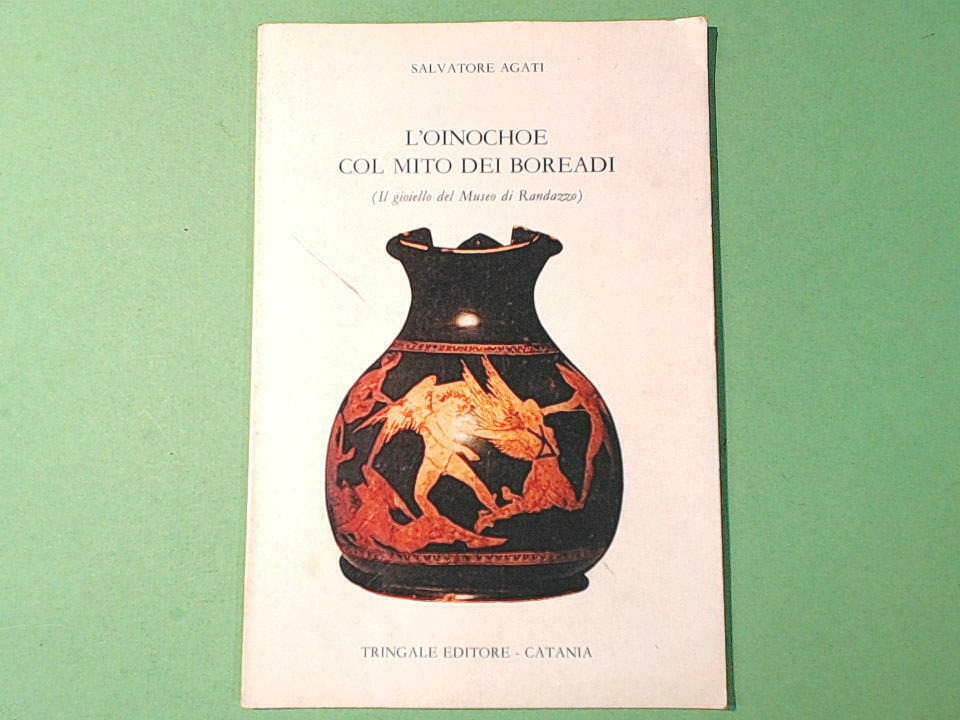 SALVATORE AGATI
L'OINOCHOE
COL MITO DEI BOREADI
(Il gioiello del Museo di Randazzo)
TRINGALE EDITORE - CATANIA